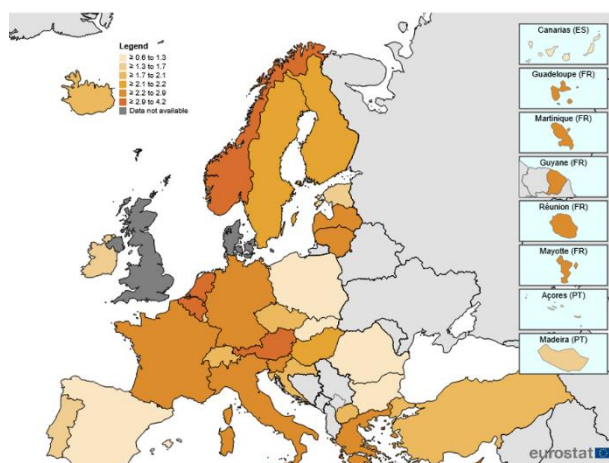 Legend
≥ 0.6 to 1.3
≥ 1.3 to 1.7
≥ 1.7 to 2.1
≥ 2.1 to 2.2
≥ 2.2 to 2.9
≥ 2.9 to 4.2
Data not available
Canarias (ES)
Guadeloupe (FR)
Martinique (FR)
Guyane (FR)
Réunion (FR)
Mayotte (FR)
Açores (PT)
Madeira (PT)
eurostat